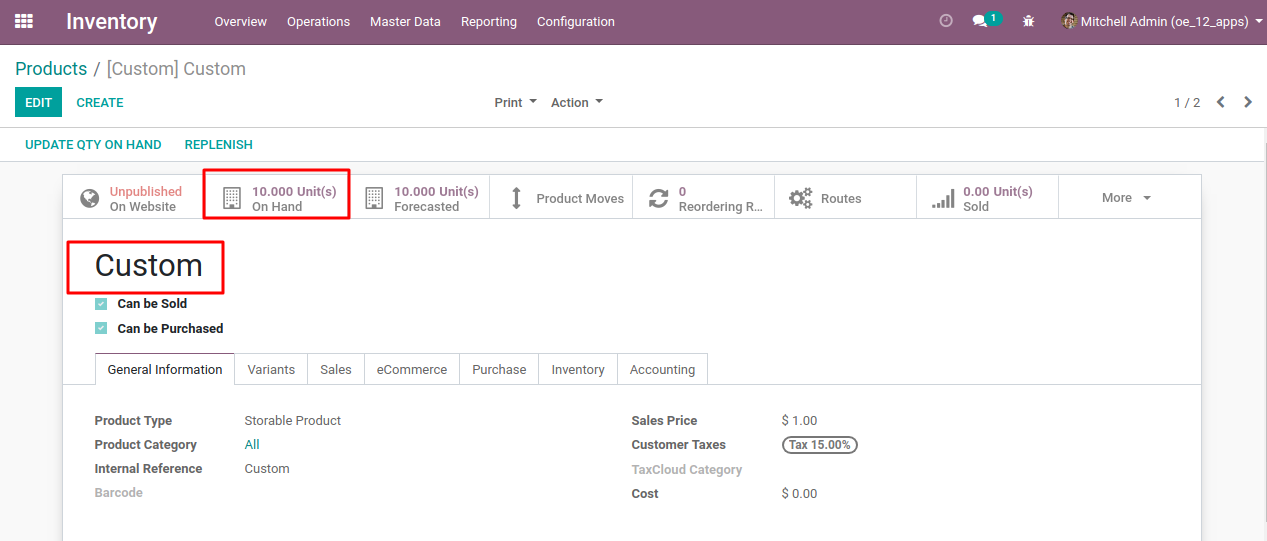 Inventory Overview Operations Master Data Reporting Configuration 1 Mitchell Admin (oe_12_apps)
Products / [Custom] Custom
EDIT CREATE Print Action 1 / 2
UPDATE QTY ON HAND REPLENISH
Unpublished On Website
10.000 Unit(s) On Hand
10.000 Unit(s) Forecasted
Product Moves
0 Reordering R...
Routes
0.00 Unit(s) Sold
More
Custom
Can be Sold
Can be Purchased
General Information Variants Sales eCommerce Purchase Inventory Accounting
Product Type Storable Product
Product Category All
Internal Reference Custom
Barcode
Sales Price $ 1.00
Customer Taxes Tax 15.00%
TaxCloud Category
Cost $ 0.00